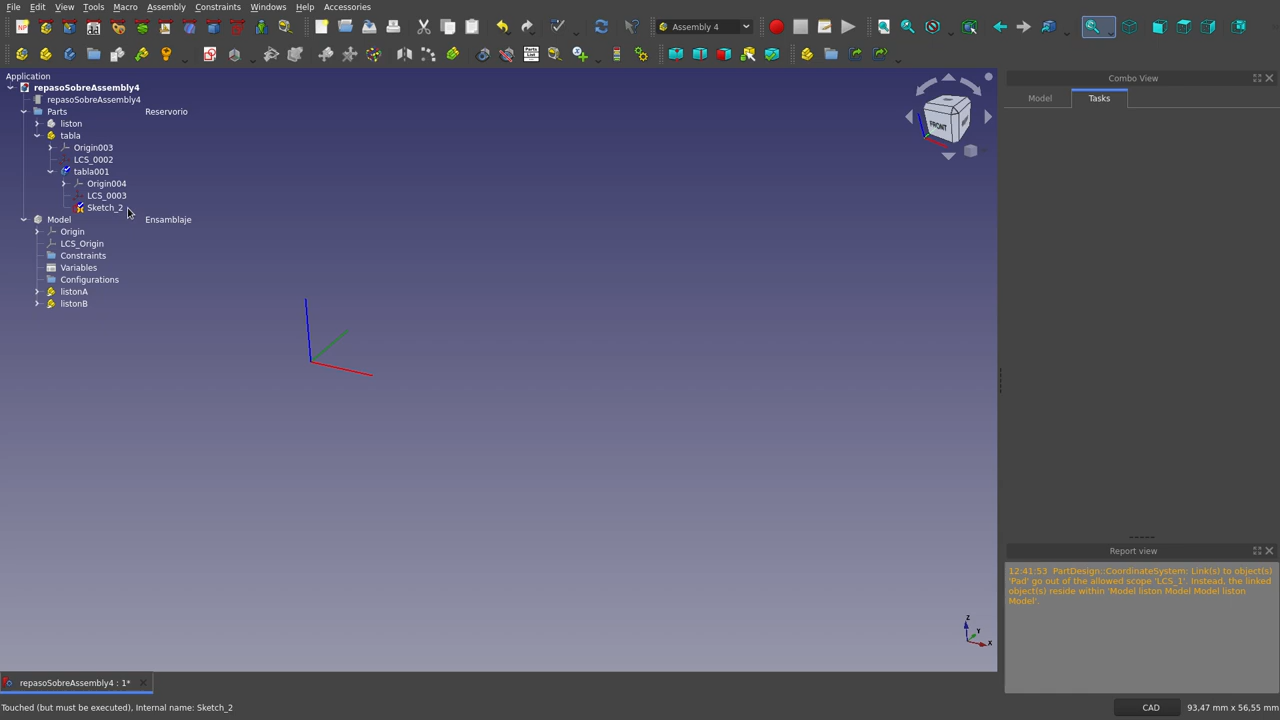 File Edit View Tools Macro Assembly Constraints Windows Help Accessories
Assembly 4
Application
repasoSobreAssembly4
repasoSobreAssembly4
Parts Reservorio
liston
tabla
Origin003
LCS_0002
tabla001
Origin004
LCS_0003
Sketch_2
Model Ensamblaje
Origin
LCS_Origin
Constraints
Variables
Configurations
listonA
listonB
FRONT
Z
Y
X
Combo View
Model Tasks
Report view
12:41:53 PartDesign::CoordinateSystem: Link(s) to object(s)
'Pad' go out of the allowed scope 'LCS_1'. Instead, the linked
object(s) reside within 'Model liston Model Model liston
Model'.
repasoSobreAssembly4 : 1*
Touched (but must be executed), Internal name: Sketch_2
CAD 93,47 mm x 56,55 mm